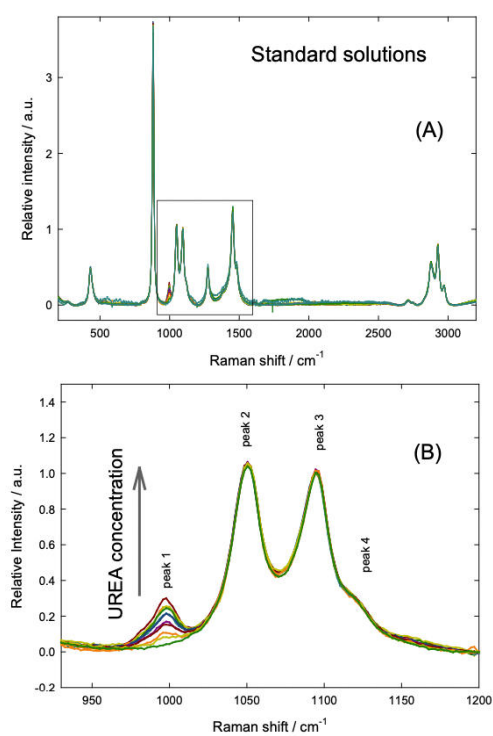 Standard solutions
(A)
Relative intensity / a.u.
3
2
1
0
500 1000 1500 2000 2500 3000
Raman shift / cm-1
1.4
1.2
1.0
0.8
0.6
0.4
0.2
0.0
-0.2
Relative Intensity / a.u.
UREA concentration
peak 1
peak 2
peak 3
peak 4
(B)
950 1000 1050 1100 1150 1200
Raman shift / cm-1